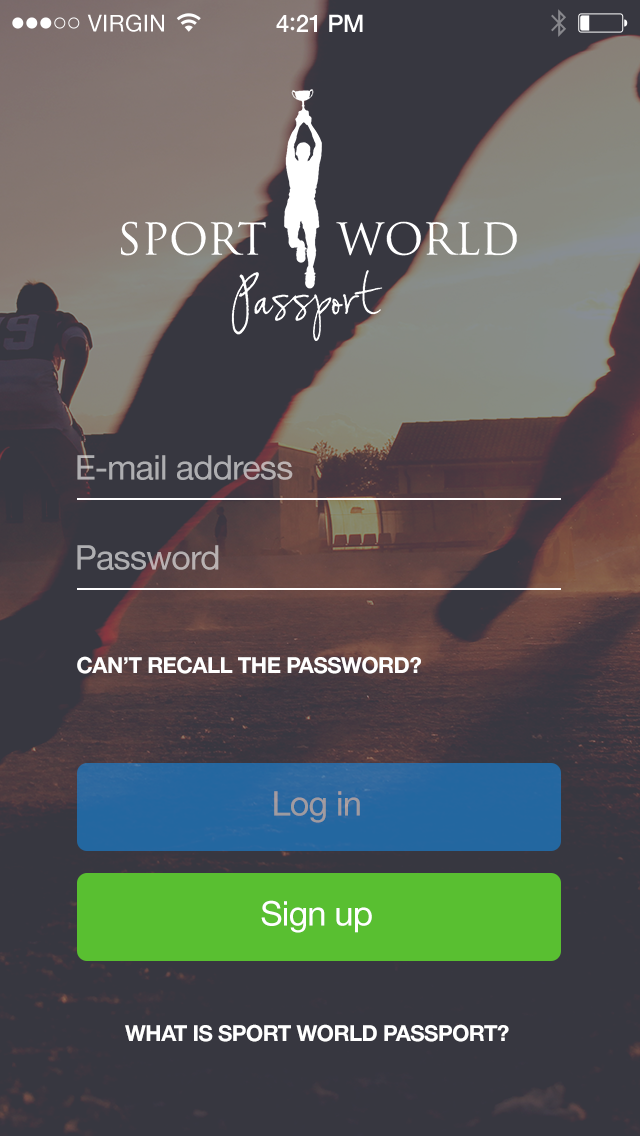 VIRGIN 4:21 PM
SPORT WORLD
Passport
79
E-mail address
Password
CAN'T RECALL THE PASSWORD?
Log in
Sign up
WHAT IS SPORT WORLD PASSPORT?